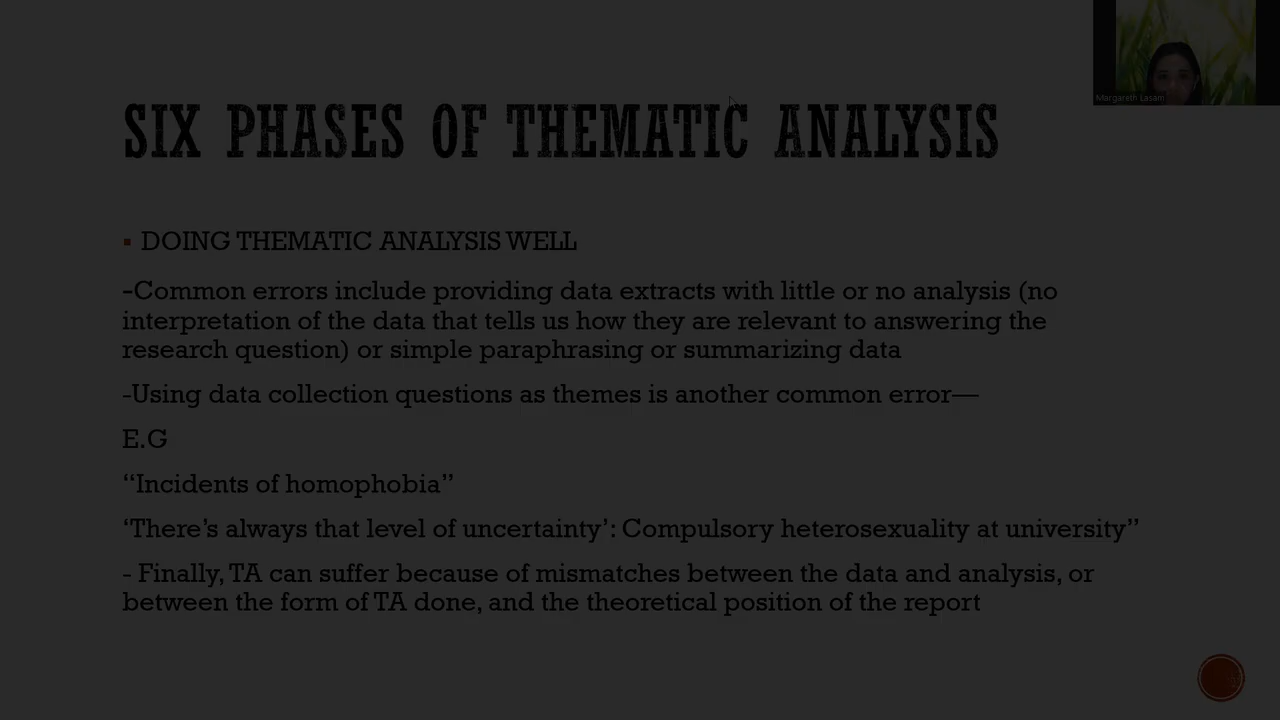 Margarath Lasam
SIX PHASES OF THEMATIC ANALYSIS
▪ DOING THEMATIC ANALYSIS WELL
-Common errors include providing data extracts with little or no analysis (no
interpretation of the data that tells us how they are relevant to answering the
research question) or simple paraphrasing or summarizing data
-Using data collection questions as themes is another common error—
E.G
“Incidents of homophobia”
‘There’s always that level of uncertainty’: Compulsory heterosexuality at university”
- Finally, TA can suffer because of mismatches between the data and analysis, or
between the form of TA done, and the theoretical position of the report